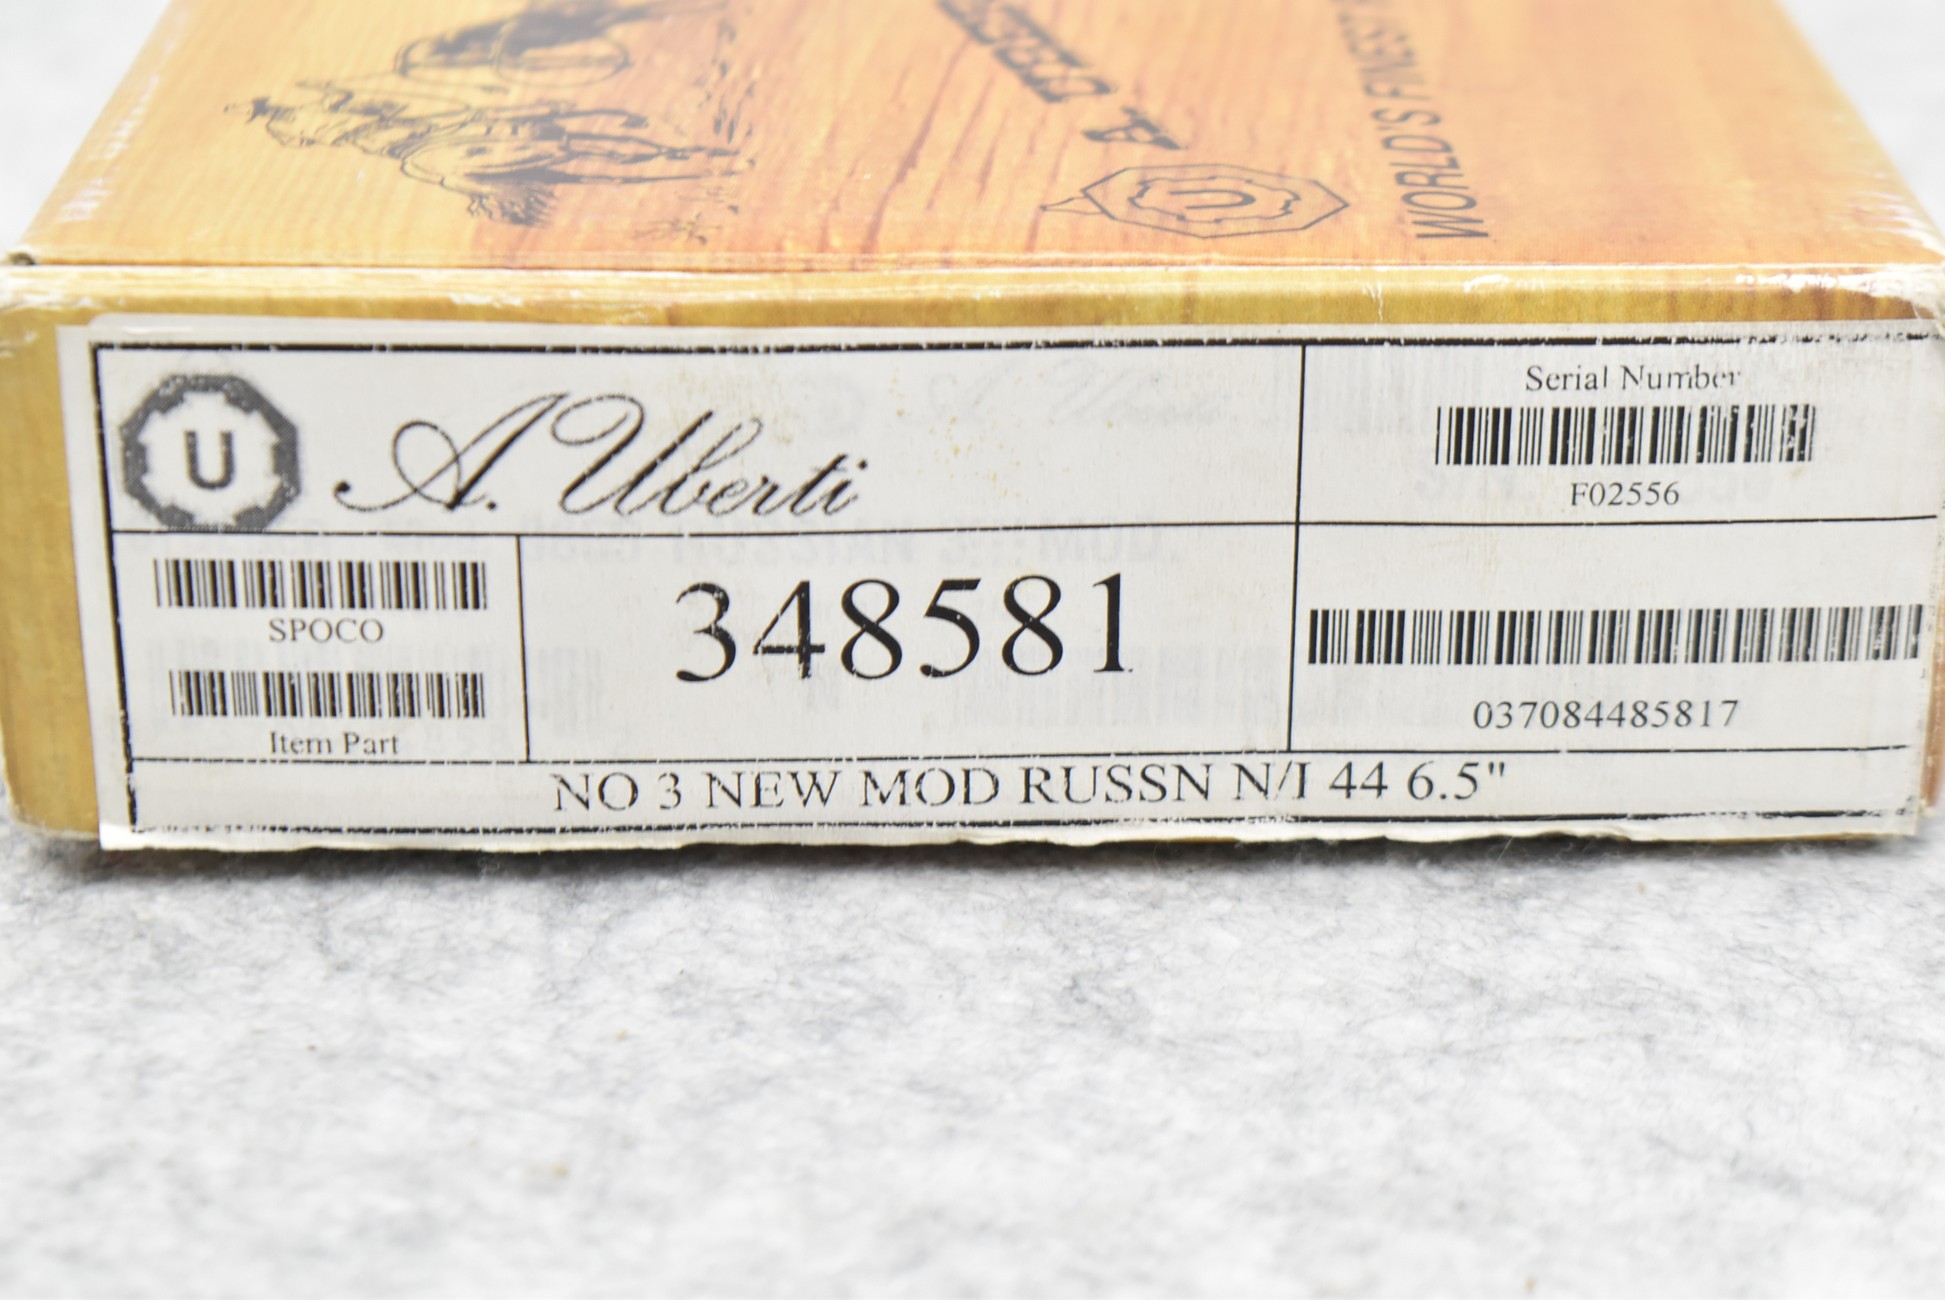 A. UBERTI
WORLD'S FINEST
U
U
A. Uberti
Serial Number
F02556
SPOCO
Item Part
348581
037084485817
NO 3 NEW MOD RUSSN N/I 44 6.5"